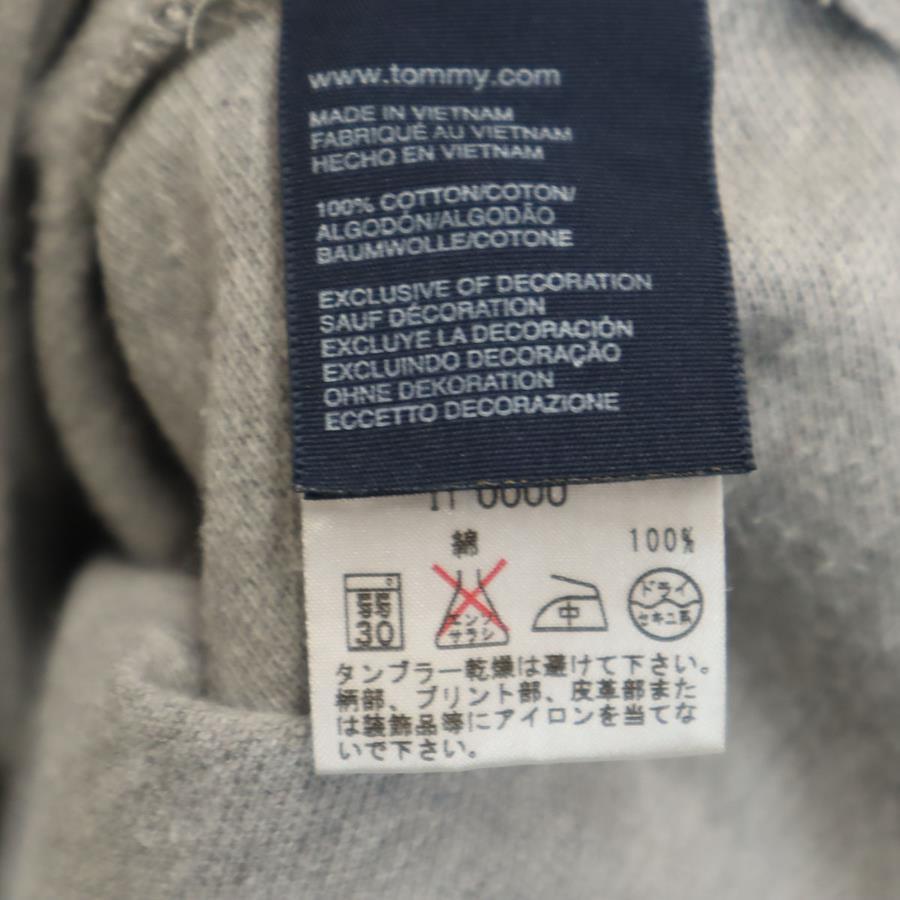 www.tommy.com
MADE IN VIETNAM
FABRIQUÉ AU VIETNAM
HECHO EN VIETNAM
100% COTTON/COTON/
ALGODÓN/ALGODÃO
BAUMWOLLE/COTONE
EXCLUSIVE OF DECORATION
SAUF DÉCORATION
EXCLUYE LA DECORACIÓN
EXCLUINDO DECORAÇÃO
OHNE DEKORATION
ECCETTO DECORAZIONE
0000
綿 100%
30 エンソサラシ 中 ドライ セキユ系
タンブラー乾燥は避けて下さい。
柄部、プリント部、皮革部また
は装飾品等にアイロンを当てな
いで下さい。